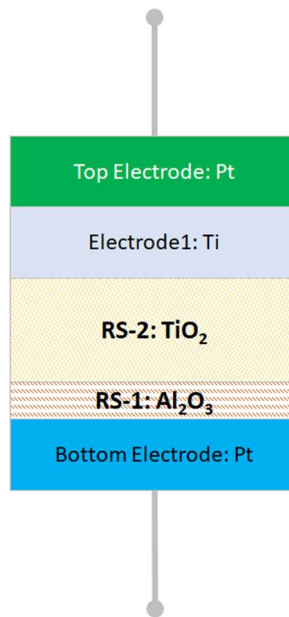 Top Electrode: Pt
Electrode1: Ti
RS-2: TiO₂
RS-1: Al₂O₃
Bottom Electrode: Pt